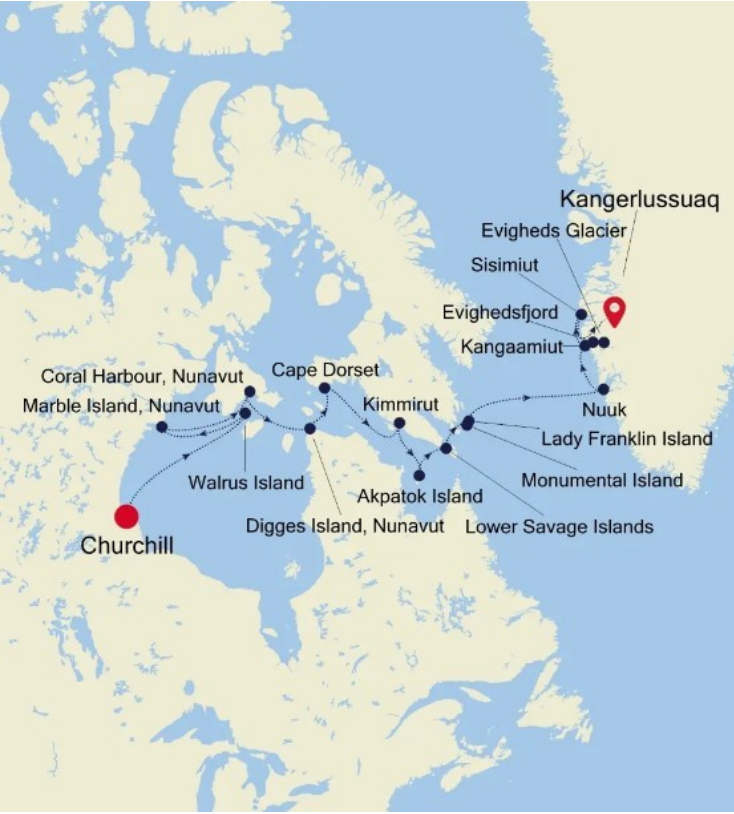 Kangerlussuaq
Evigheds Glacier
Sisimiut
Evighedsfjord
Kangaamiut
Cape Dorset
Coral Harbour, Nunavut
Marble Island, Nunavut
Kimmirut
Nuuk
Lady Franklin Island
Walrus Island
Monumental Island
Akpatok Island
Digges Island, Nunavut
Lower Savage Islands
Churchill